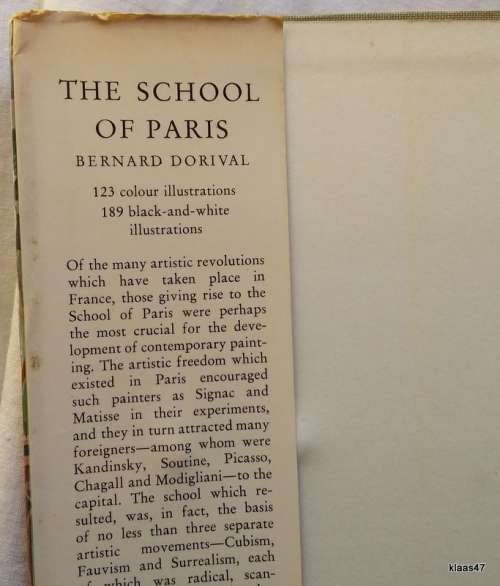 THE SCHOOL
OF PARIS
BERNARD DORIVAL
123 colour illustrations
189 black-and-white
illustrations
Of the many artistic revolutions
which have taken place in
France, those giving rise to the
School of Paris were perhaps
the most crucial for the deve-
lopment of contemporary paint-
ing. The artistic freedom which
existed in Paris encouraged
such painters as Signac and
Matisse in their experiments,
and they in turn attracted many
foreigners—among whom were
Kandinsky, Soutine, Picasso,
Chagall and Modigliani—to the
capital. The school which re-
sulted, was, in fact, the basis
of no less than three separate
artistic movements—Cubism,
Fauvism and Surrealism, each
of which was radical, scan-
klaas47